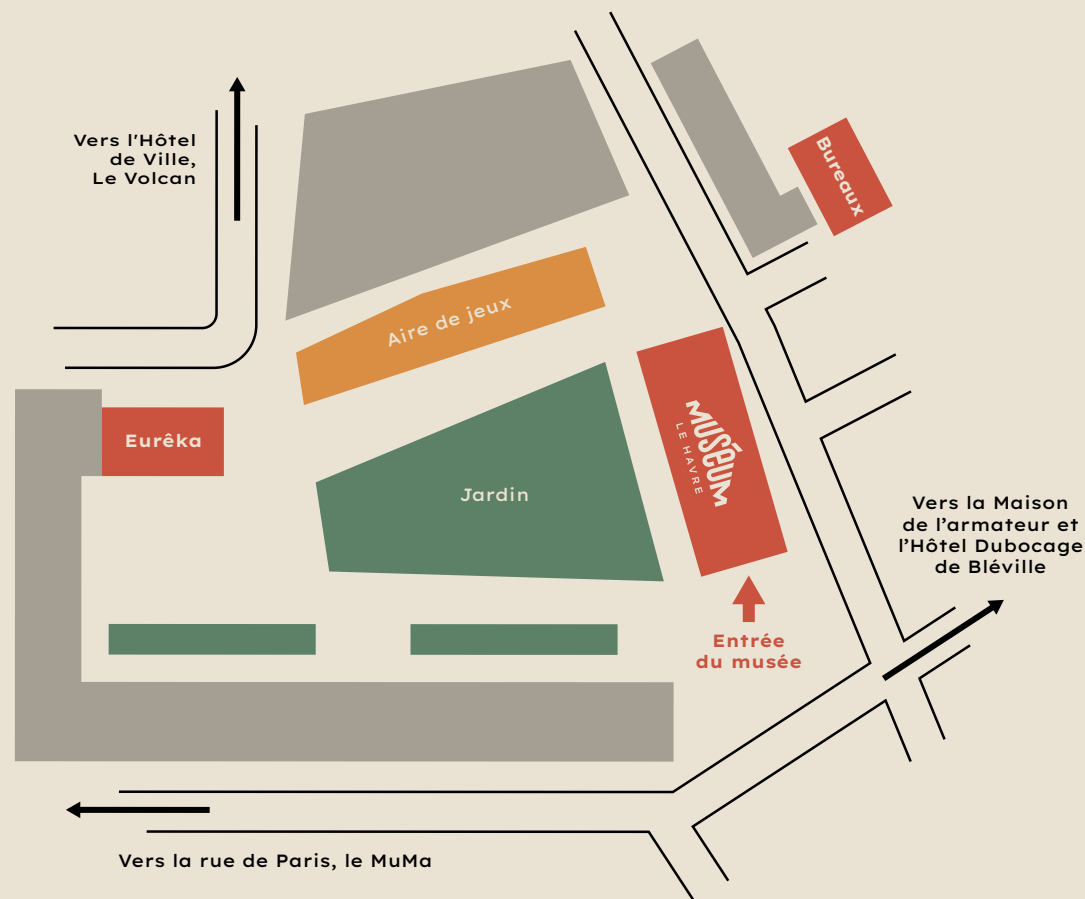 Vers l'Hôtel
de Ville,
Le Volcan
Bureaux
Aire de jeux
Eurêka
Jardin
MUSÉUM
LE HAVRE
Vers la Maison
de l’armateur et
l’Hôtel Dubocage
de Bléville
Entrée
du musée
Vers la rue de Paris, le MuMa